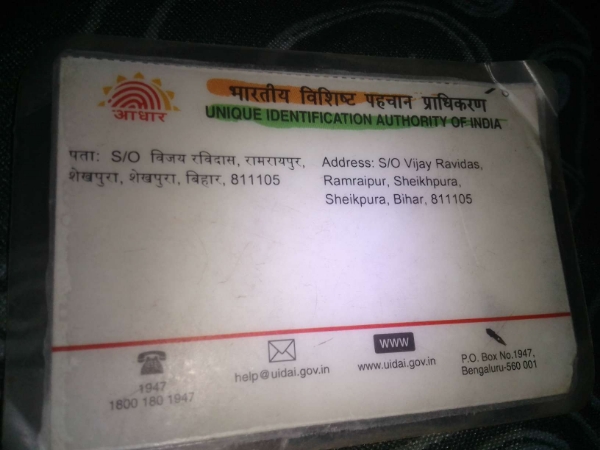 आधार
भारतीय विशिष्ट पहचान प्राधिकरण
UNIQUE IDENTIFICATION AUTHORITY OF INDIA
पता: S/O विजय रविदास, रामरायपुर,
शेखपुरा, शेखपुरा, बिहार, 811105
Address: S/O Vijay Ravidas,
Ramraipur, Sheikhpura,
Sheikpura, Bihar, 811105
1947
1800 180 1947
help@uidai.gov.in
www
www.uidai.gov.in
P.O. Box No.1947,
Bengaluru-560 001